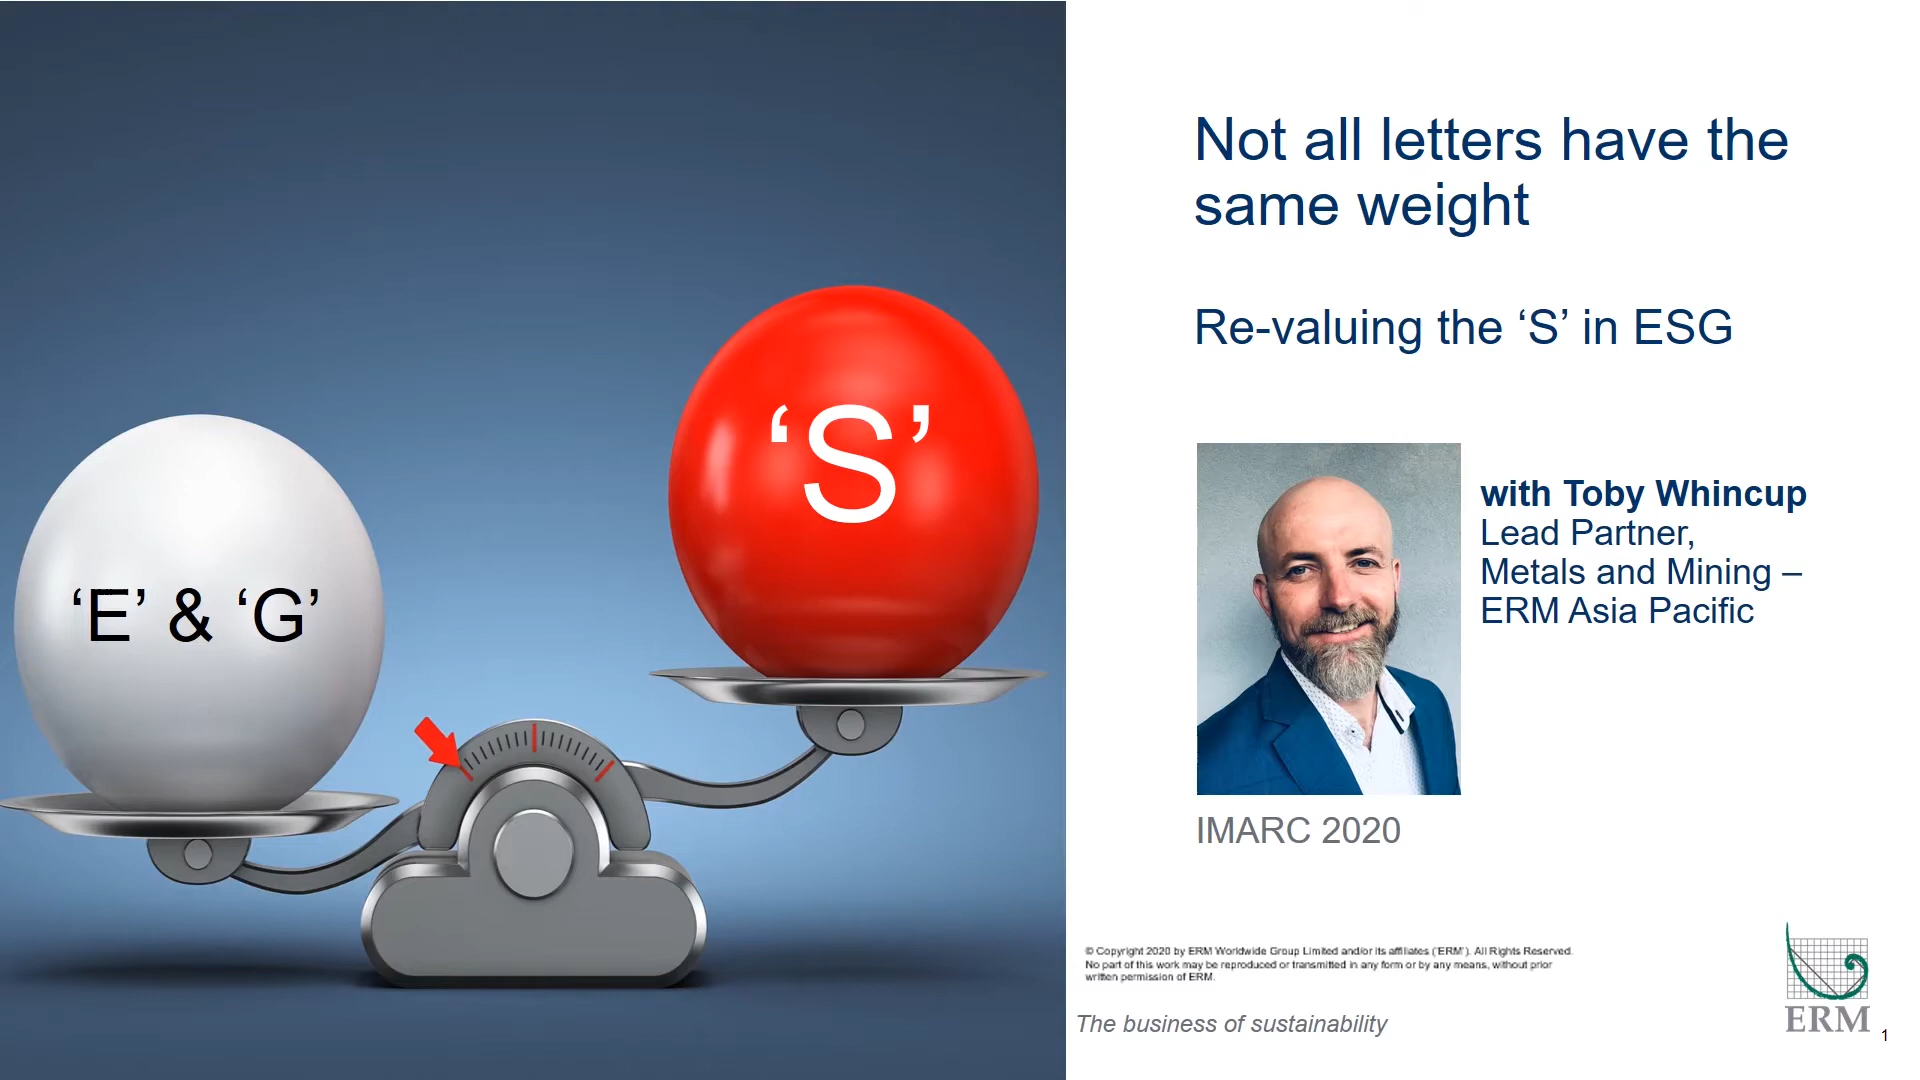 Not all letters have the
same weight
Re-valuing the ‘S’ in ESG
‘S’
‘E’ & ‘G’
with Toby Whincup
Lead Partner,
Metals and Mining –
ERM Asia Pacific
IMARC 2020
© Copyright 2020 by ERM Worldwide Group Limited and/or its affiliates (‘ERM’). All Rights Reserved.
No part of this work may be reproduced or transmitted in any form or by any means, without prior
written permission of ERM.
The business of sustainability
ERM
1